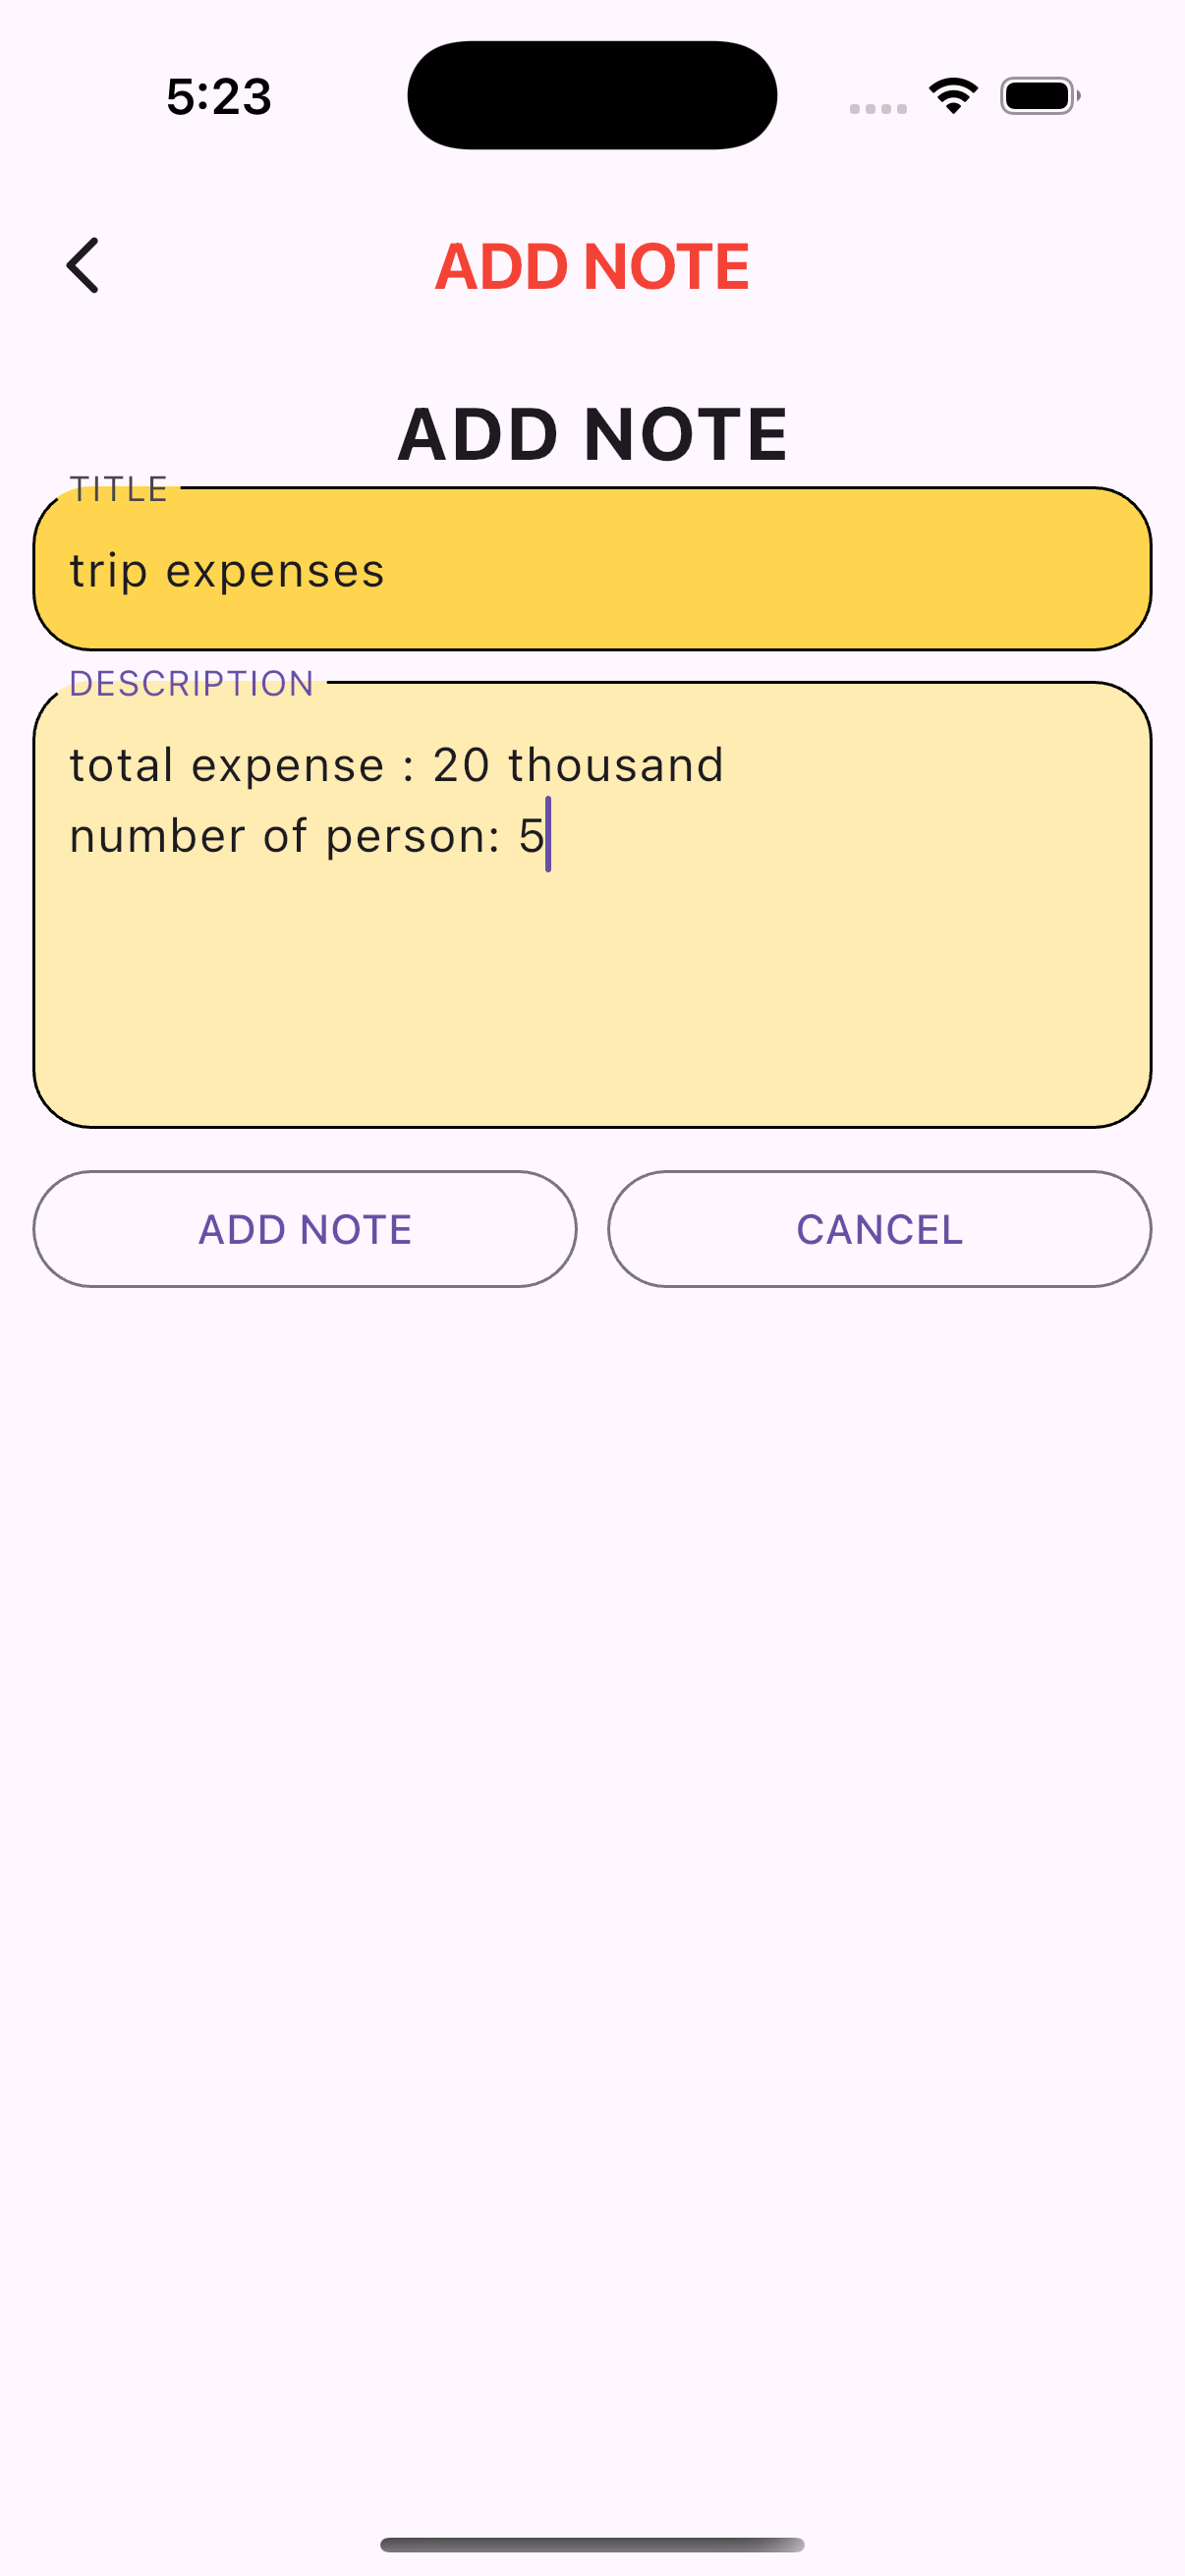 5:23
ADD NOTE
ADD NOTE
TITLE
trip expenses
DESCRIPTION
total expense : 20 thousand
number of person: 5
ADD NOTE
CANCEL